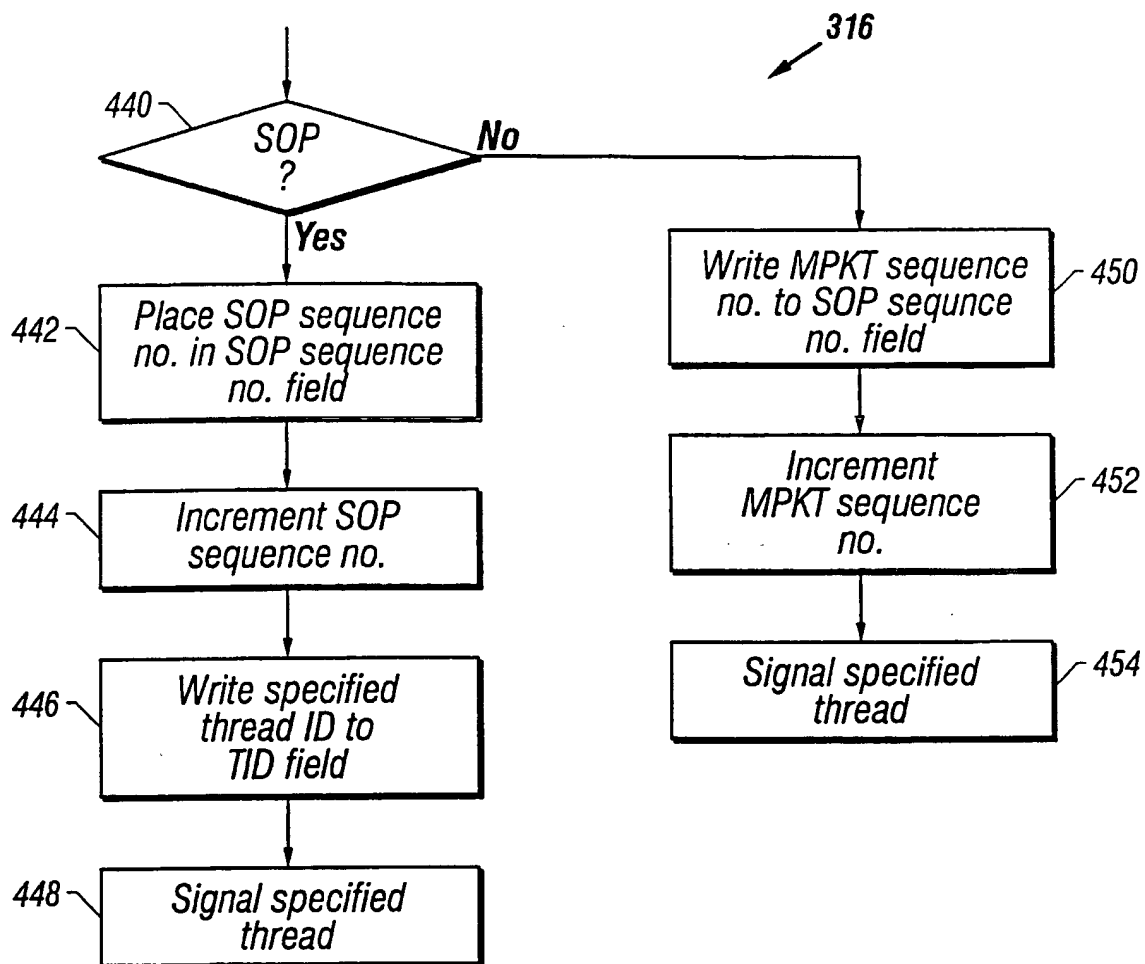 316
440
SOP
?
No
Yes
442
Place SOP sequence
no. in SOP sequence
no. field
444
Increment SOP
sequence no.
446
Write specified
thread ID to
TID field
448
Signal specified
thread
Write MPKT sequence
no. to SOP sequnce
no. field
450
Increment
MPKT sequence
no.
452
Signal specified
thread
454